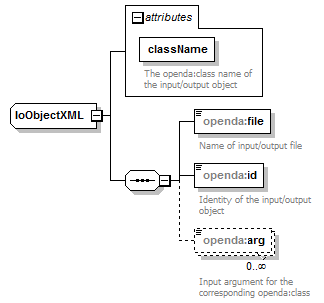 attributes
className
The openda:class name of
the input/output object
IoObjectXML
openda:file
Name of input/output file
openda:id
Identity of the input/output
object
openda:arg
0..∞
Input argument for the
corresponding openda:class